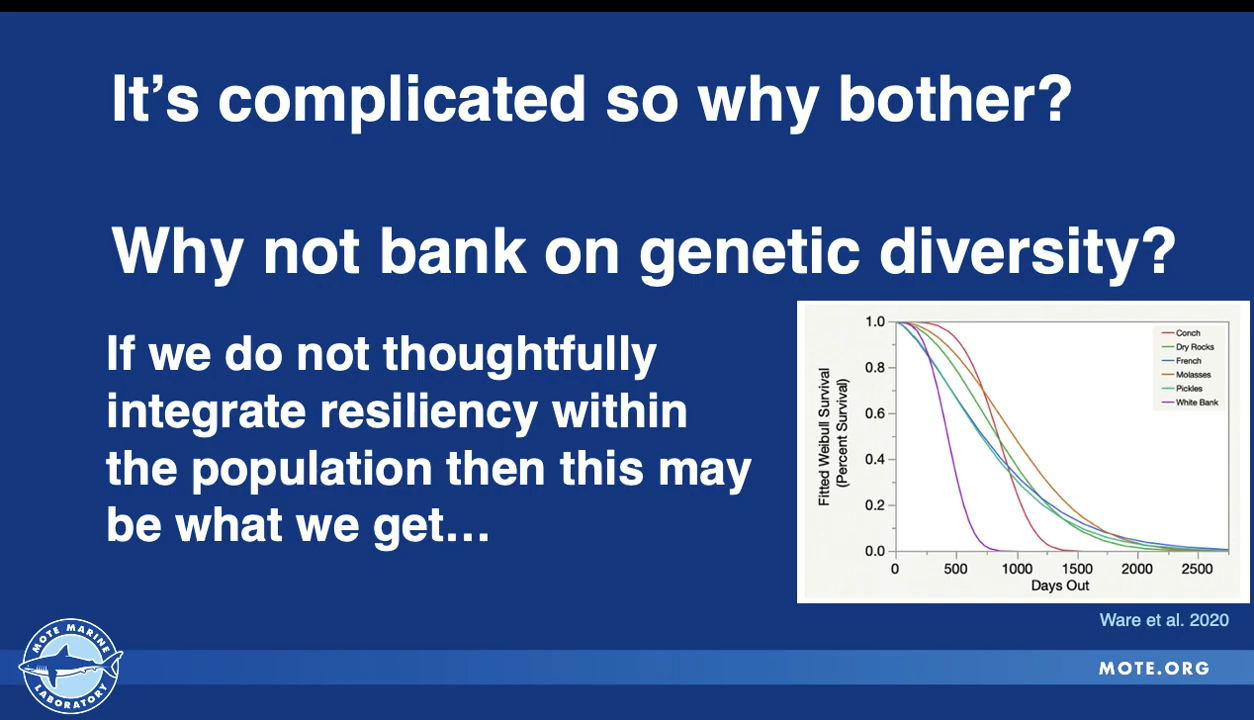 It's complicated so why bother?
Why not bank on genetic diversity?
If we do not thoughtfully
integrate resiliency within
the population then this may
be what we get...
Fitted Weibull Survival
(Percent Survival)
1.0
0.8
0.6
0.4
0.2
0.0
0 500 1000 1500 2000 2500
Days Out
Conch
Dry Rocks
French
Molasses
Pickles
White Bank
Ware et al. 2020
MOTE MARINE
LABORATORY
MOTE.ORG